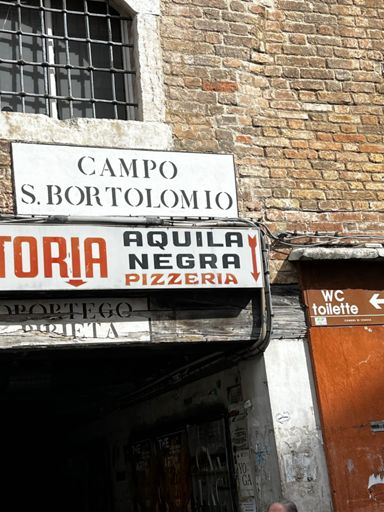 CAMPO
S. BORTOLOMIO
TORIA
AQUILA
NEGRA
PIZZERIA
WC
toilette